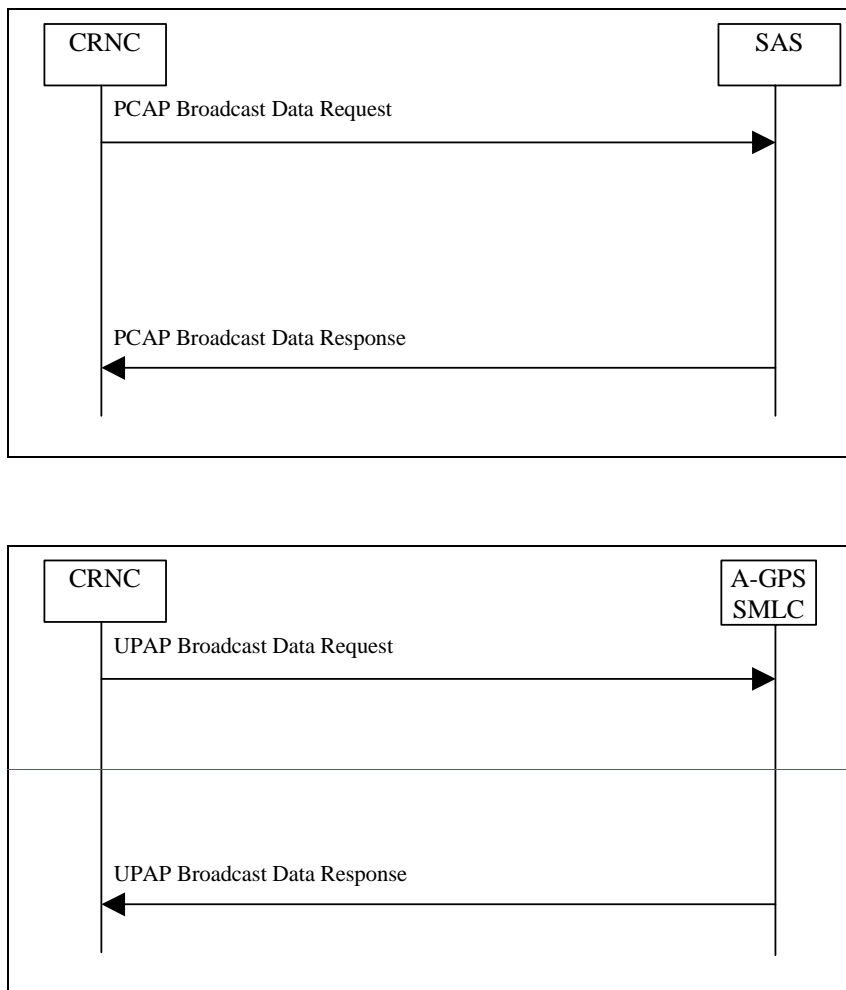 CRNC
SAS
PCAP Broadcast Data Request
PCAP Broadcast Data Response
CRNC
A-GPS
SMLC
UPAP Broadcast Data Request
UPAP Broadcast Data Response